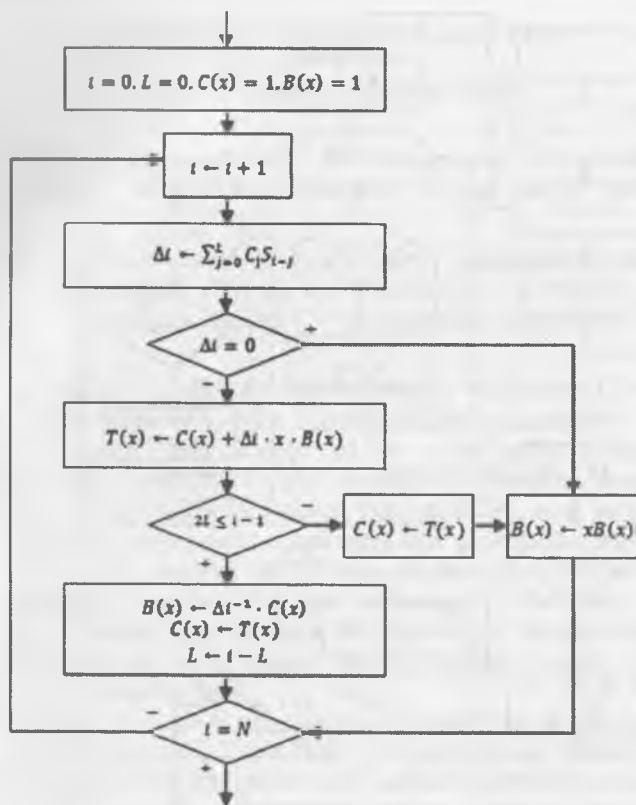 i = 0. L = 0. C(x) = 1. B(x) = 1
i ← i + 1
Δi ← ∑_{j=0}^{L} C_j S_{i-j}
Δi = 0
+
−
T(x) ← C(x) + Δi · x · B(x)
2L ≤ i − 1
−
C(x) ← T(x)
B(x) ← xB(x)
+
B(x) ← Δi⁻¹ · C(x)
C(x) ← T(x)
L ← i − L
−
i = N
+